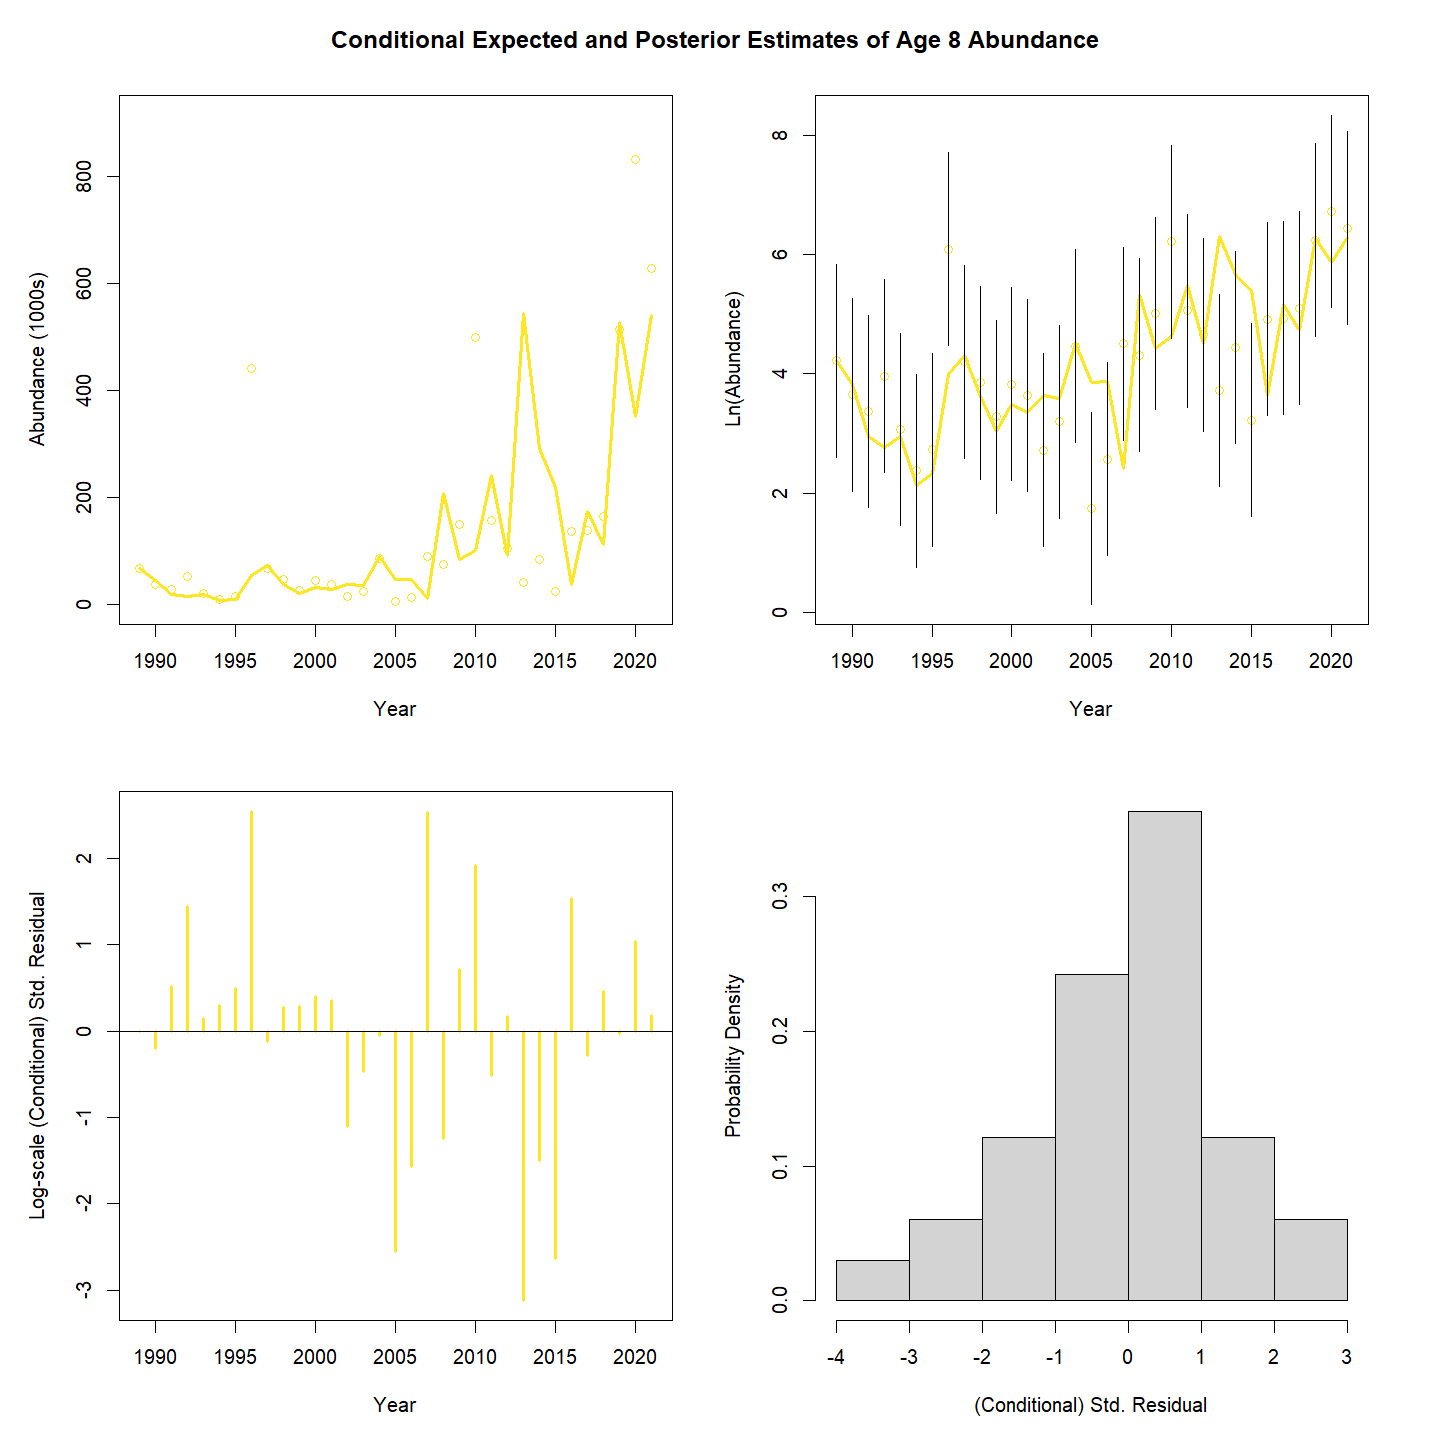 Conditional Expected and Posterior Estimates of Age 8 Abundance
Abundance (1000s)
800
600
400
200
0
1990 1995 2000 2005 2010 2015 2020
Year
Ln(Abundance)
8
6
4
2
0
1990 1995 2000 2005 2010 2015 2020
Year
Log-scale (Conditional) Std. Residual
2
1
0
-1
-2
-3
1990 1995 2000 2005 2010 2015 2020
Year
Probability Density
0.3
0.2
0.1
0.0
-4 -3 -2 -1 0 1 2 3
(Conditional) Std. Residual